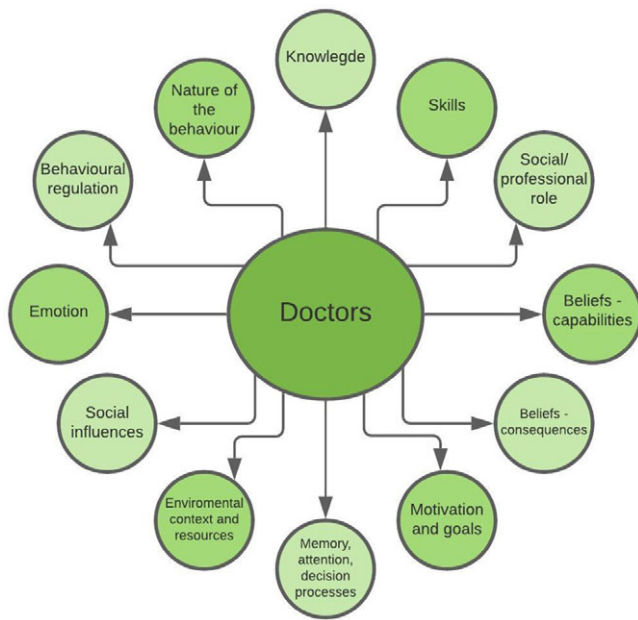 Knowlegde
Nature of
the
behaviour
Skills
Behavioural
regulation
Social/
professional
role
Emotion
Doctors
Beliefs -
capabilities
Social
influences
Beliefs -
consequences
Enviromental
context and
resources
Motivation
and goals
Memory,
attention,
decision
processes